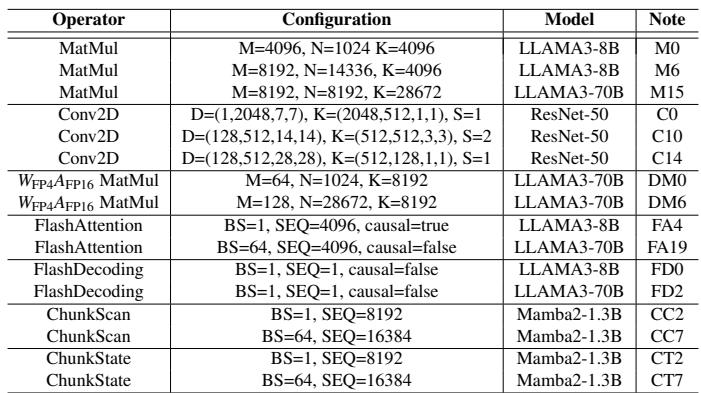 Operator Configuration Model Note
MatMul M=4096, N=1024 K=4096 LLAMA3-8B M0
MatMul M=8192, N=14336, K=4096 LLAMA3-8B M6
MatMul M=8192, N=8192, K=28672 LLAMA3-70B M15
Conv2D D=(1,2048,7,7), K=(2048,512,1,1), S=1 ResNet-50 C0
Conv2D D=(128,512,14,14), K=(512,512,3,3), S=2 ResNet-50 C10
Conv2D D=(128,512,28,28), K=(512,128,1,1), S=1 ResNet-50 C14
W_FP4A_FP16 MatMul M=64, N=1024, K=8192 LLAMA3-70B DM0
W_FP4A_FP16 MatMul M=128, N=28672, K=8192 LLAMA3-70B DM6
FlashAttention BS=1, SEQ=4096, causal=true LLAMA3-8B FA4
FlashAttention BS=64, SEQ=4096, causal=false LLAMA3-70B FA19
FlashDecoding BS=1, SEQ=1, causal=false LLAMA3-8B FD0
FlashDecoding BS=1, SEQ=1, causal=false LLAMA3-70B FD2
ChunkScan BS=1, SEQ=8192 Mamba2-1.3B CC2
ChunkScan BS=64, SEQ=16384 Mamba2-1.3B CC7
ChunkState BS=1, SEQ=8192 Mamba2-1.3B CT2
ChunkState BS=64, SEQ=16384 Mamba2-1.3B CT7